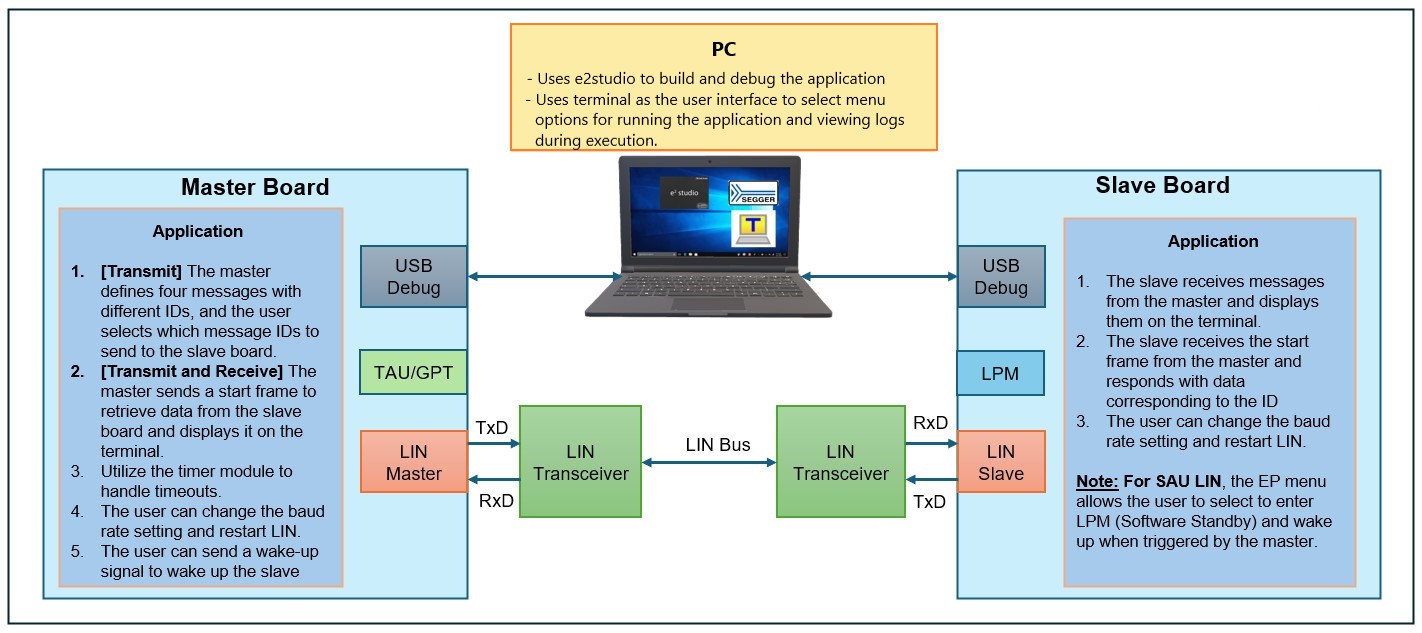 PC
- Uses e2studio to build and debug the application
- Uses terminal as the user interface to select menu
options for running the application and viewing logs
during execution.
Master Board
Application
1. [Transmit] The master
defines four messages with
different IDs, and the user
selects which message IDs to
send to the slave board.
2. [Transmit and Receive] The
master sends a start frame to
retrieve data from the slave
board and displays it on the
terminal.
3. Utilize the timer module to
handle timeouts.
4. The user can change the baud
rate setting and restart LIN.
5. The user can send a wake-up
signal to wake up the slave
USB
Debug
TAU/GPT
LIN
Master
TxD
RxD
LIN
Transceiver
e² studio
SEGGER
T
LIN Bus
LIN
Transceiver
RxD
TxD
Slave Board
USB
Debug
LPM
LIN
Slave
Application
1. The slave receives messages
from the master and displays
them on the terminal.
2. The slave receives the start
frame from the master and
responds with data
corresponding to the ID
3. The user can change the baud
rate setting and restart LIN.
Note: For SAU LIN, the EP menu
allows the user to select to enter
LPM (Software Standby) and wake
up when triggered by the master.